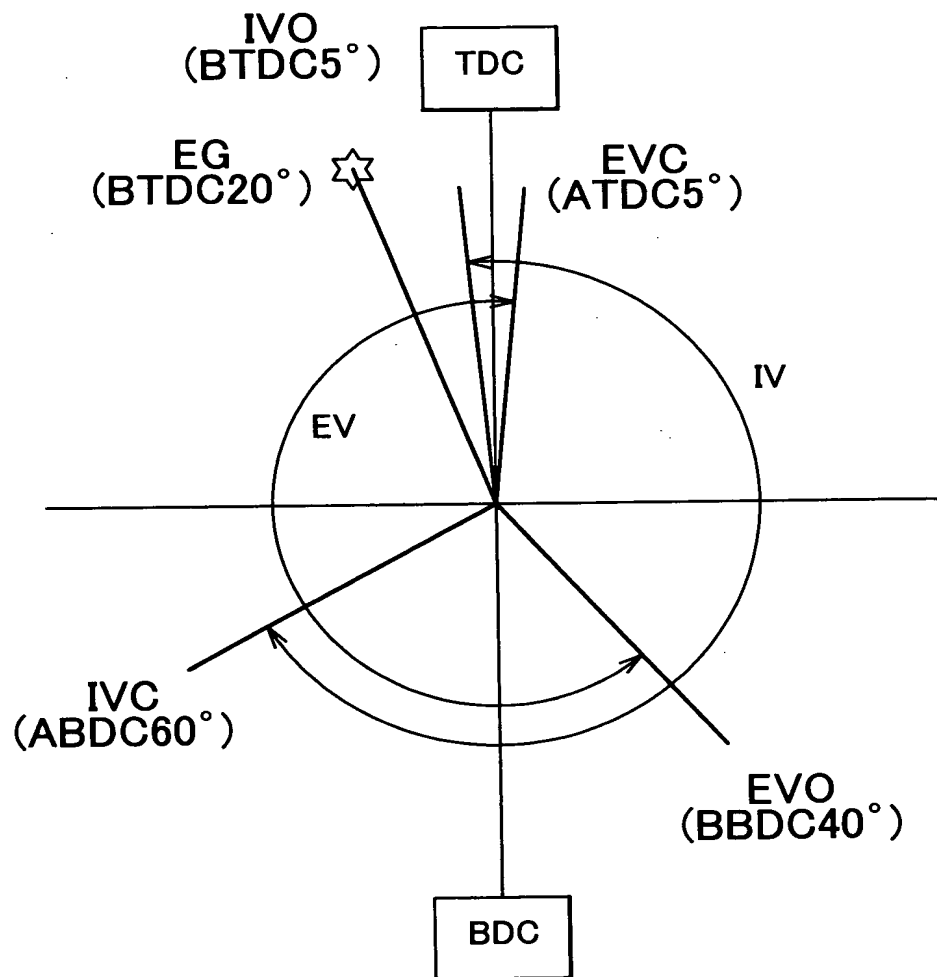 IVO
(BTDC5°)
TDC
EG
(BTDC20°)
EVC
(ATDC5°)
IV
EV
IVC
(ABDC60°)
EVO
(BBDC40°)
BDC